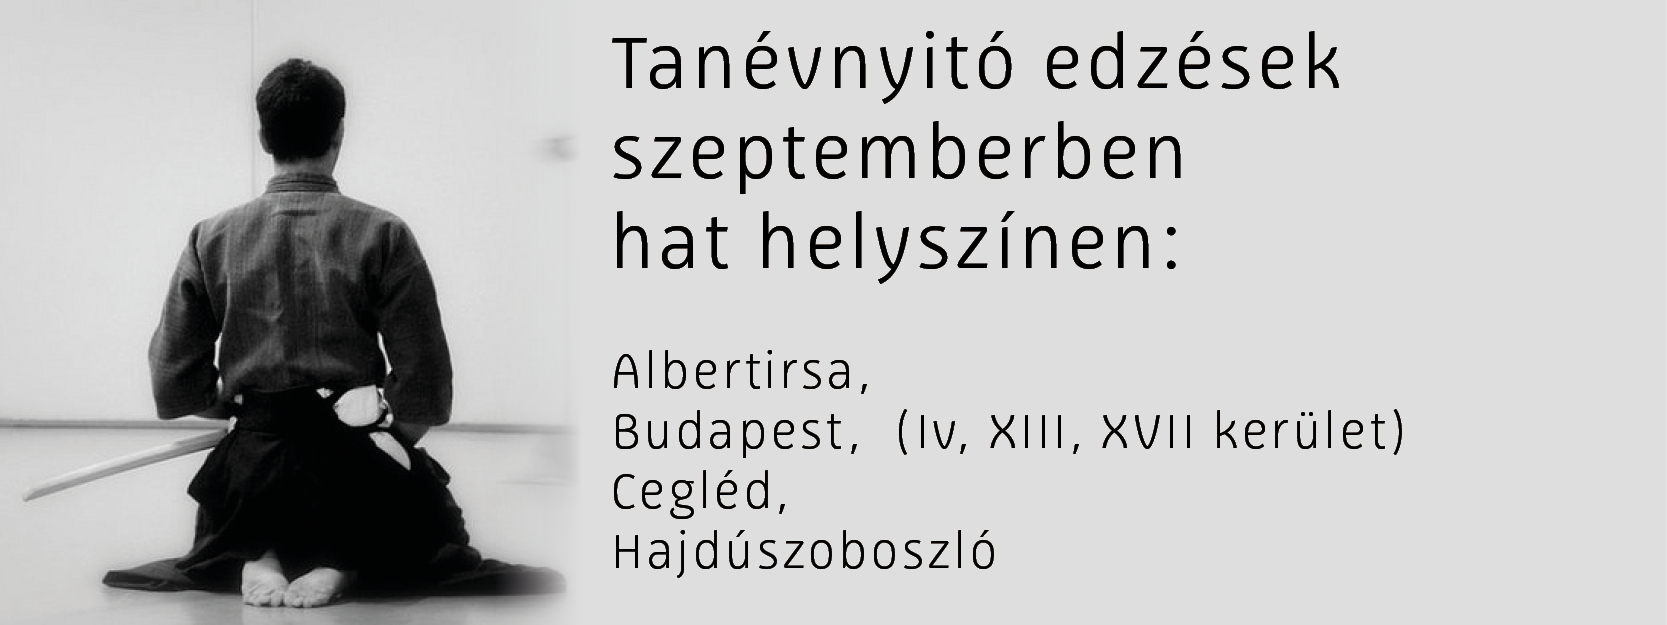 Tanévnyitó edzések
szeptemberben
hat helyszínen:
Albertirsa,
Budapest, (Iv, XIII, XVII kerület)
Cegléd,
Hajdúszoboszló